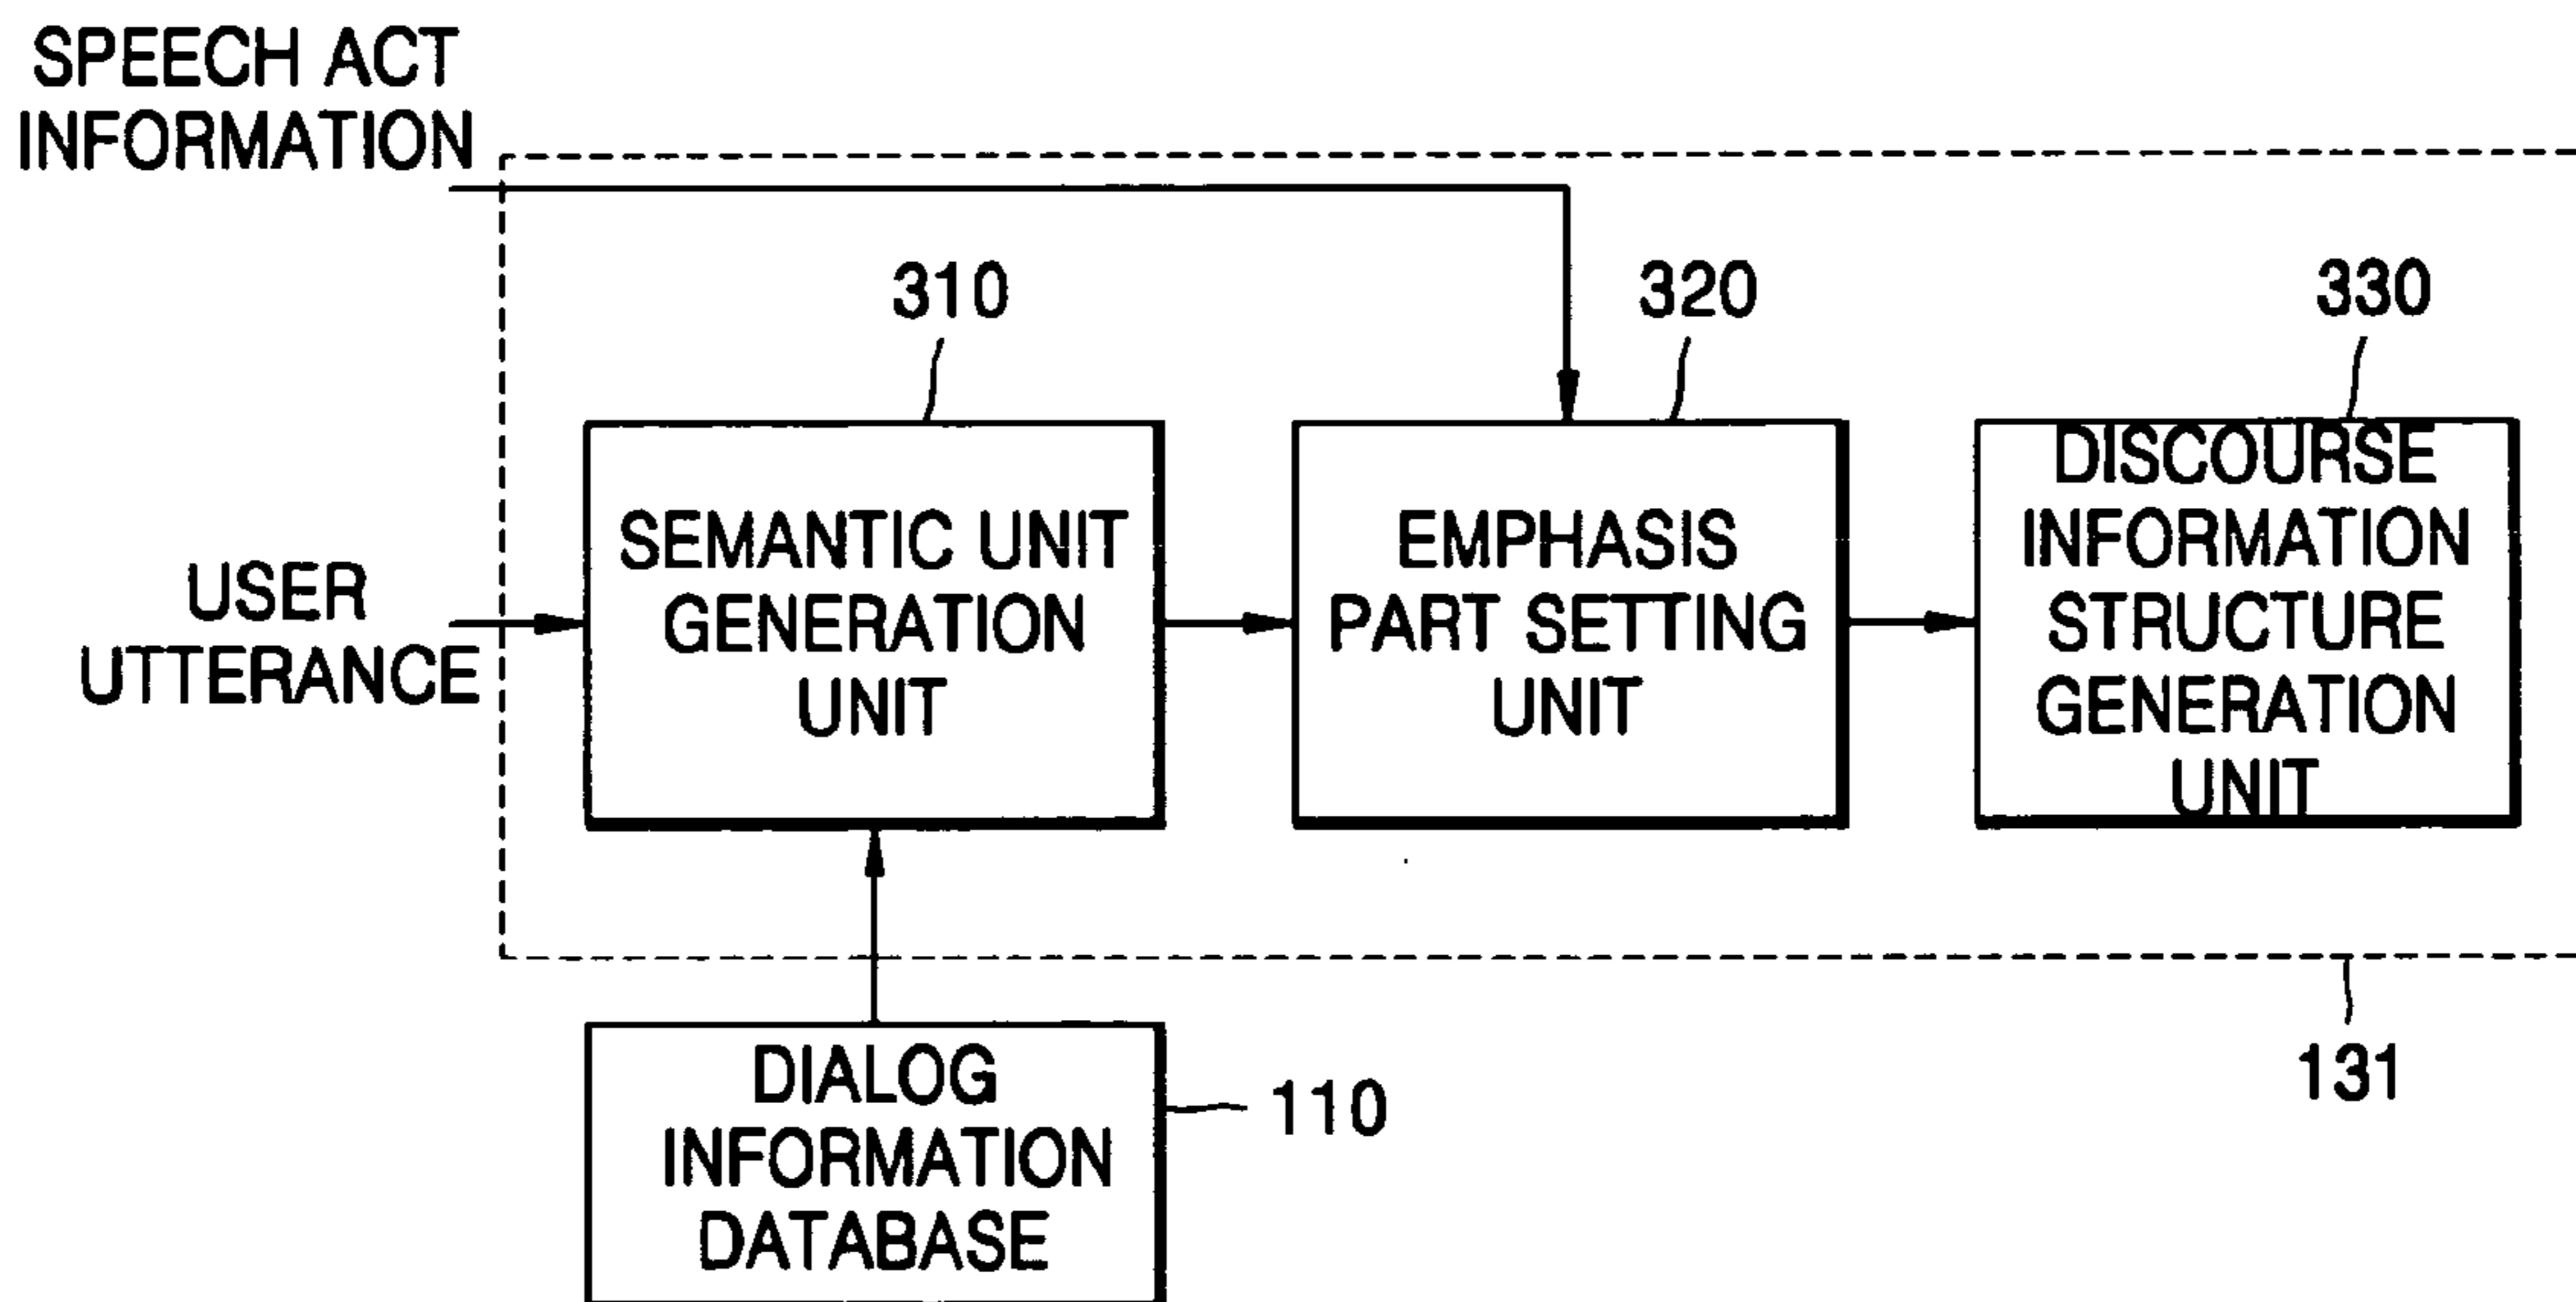 SPEECH ACT
INFORMATION
310
320
330
USER
UTTERANCE
SEMANTIC UNIT
GENERATION
UNIT
EMPHASIS
PART SETTING
UNIT
DISCOURSE
INFORMATION
STRUCTURE
GENERATION
UNIT
DIALOG
INFORMATION
DATABASE
110
131